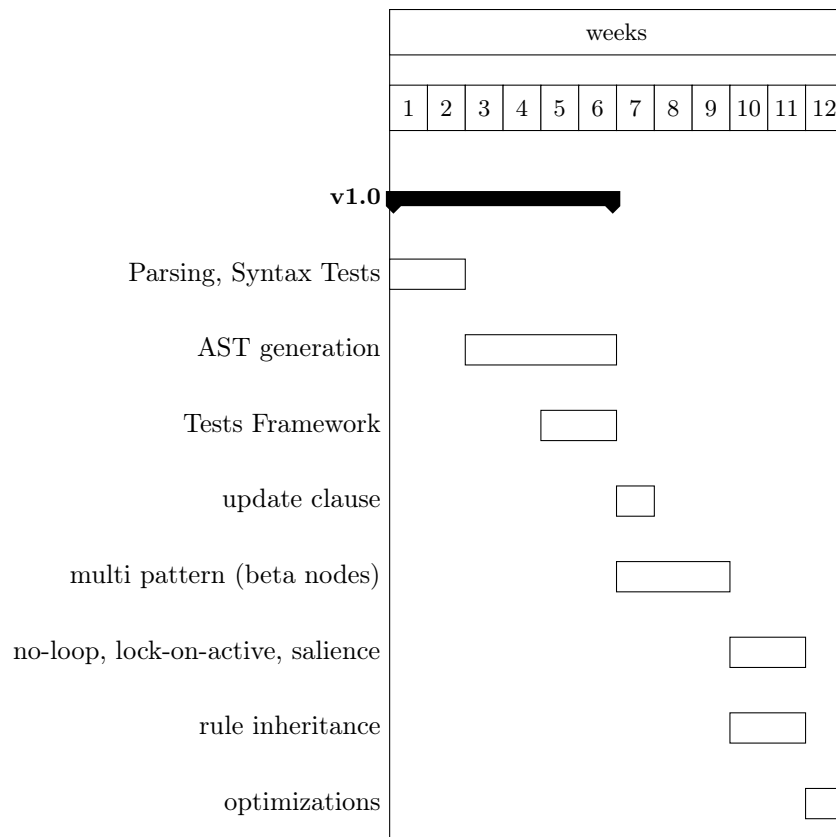 weeks
1 2 3 4 5 6 7 8 9 10 11 12
v1.0
Parsing, Syntax Tests
AST generation
Tests Framework
update clause
multi pattern (beta nodes)
no-loop, lock-on-active, salience
rule inheritance
optimizations